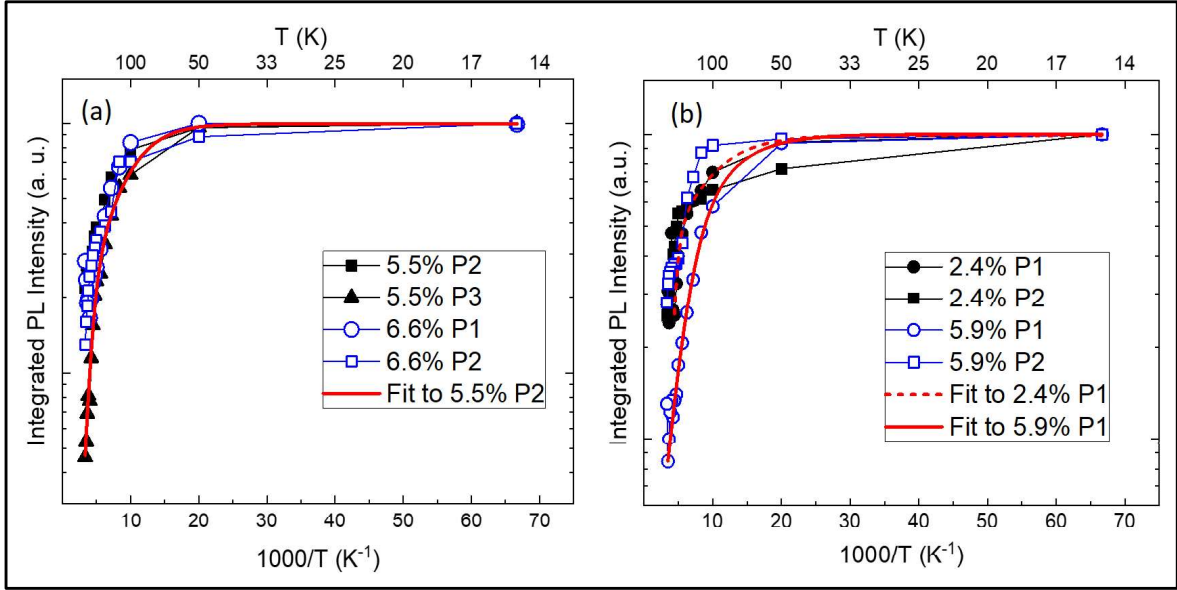 T (K)
100 50 33 25 20 17 14
(a)
Integrated PL Intensity (a. u.)
5.5% P2
5.5% P3
6.6% P1
6.6% P2
Fit to 5.5% P2
10 20 30 40 50 60 70
1000/T (K⁻¹)
T (K)
100 50 33 25 20 17 14
(b)
Integrated PL Intensity (a.u.)
2.4% P1
2.4% P2
5.9% P1
5.9% P2
Fit to 2.4% P1
Fit to 5.9% P1
10 20 30 40 50 60 70
1000/T (K⁻¹)